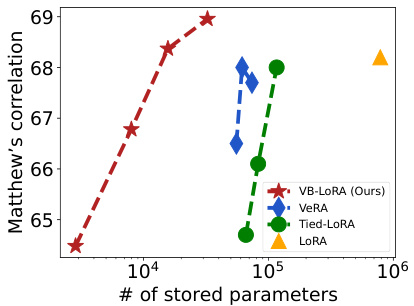 69
68
67
66
65
Matthew's correlation
10^4
10^5
10^6
# of stored parameters
VB-LoRA (Ours)
VeRA
Tied-LoRA
LoRA